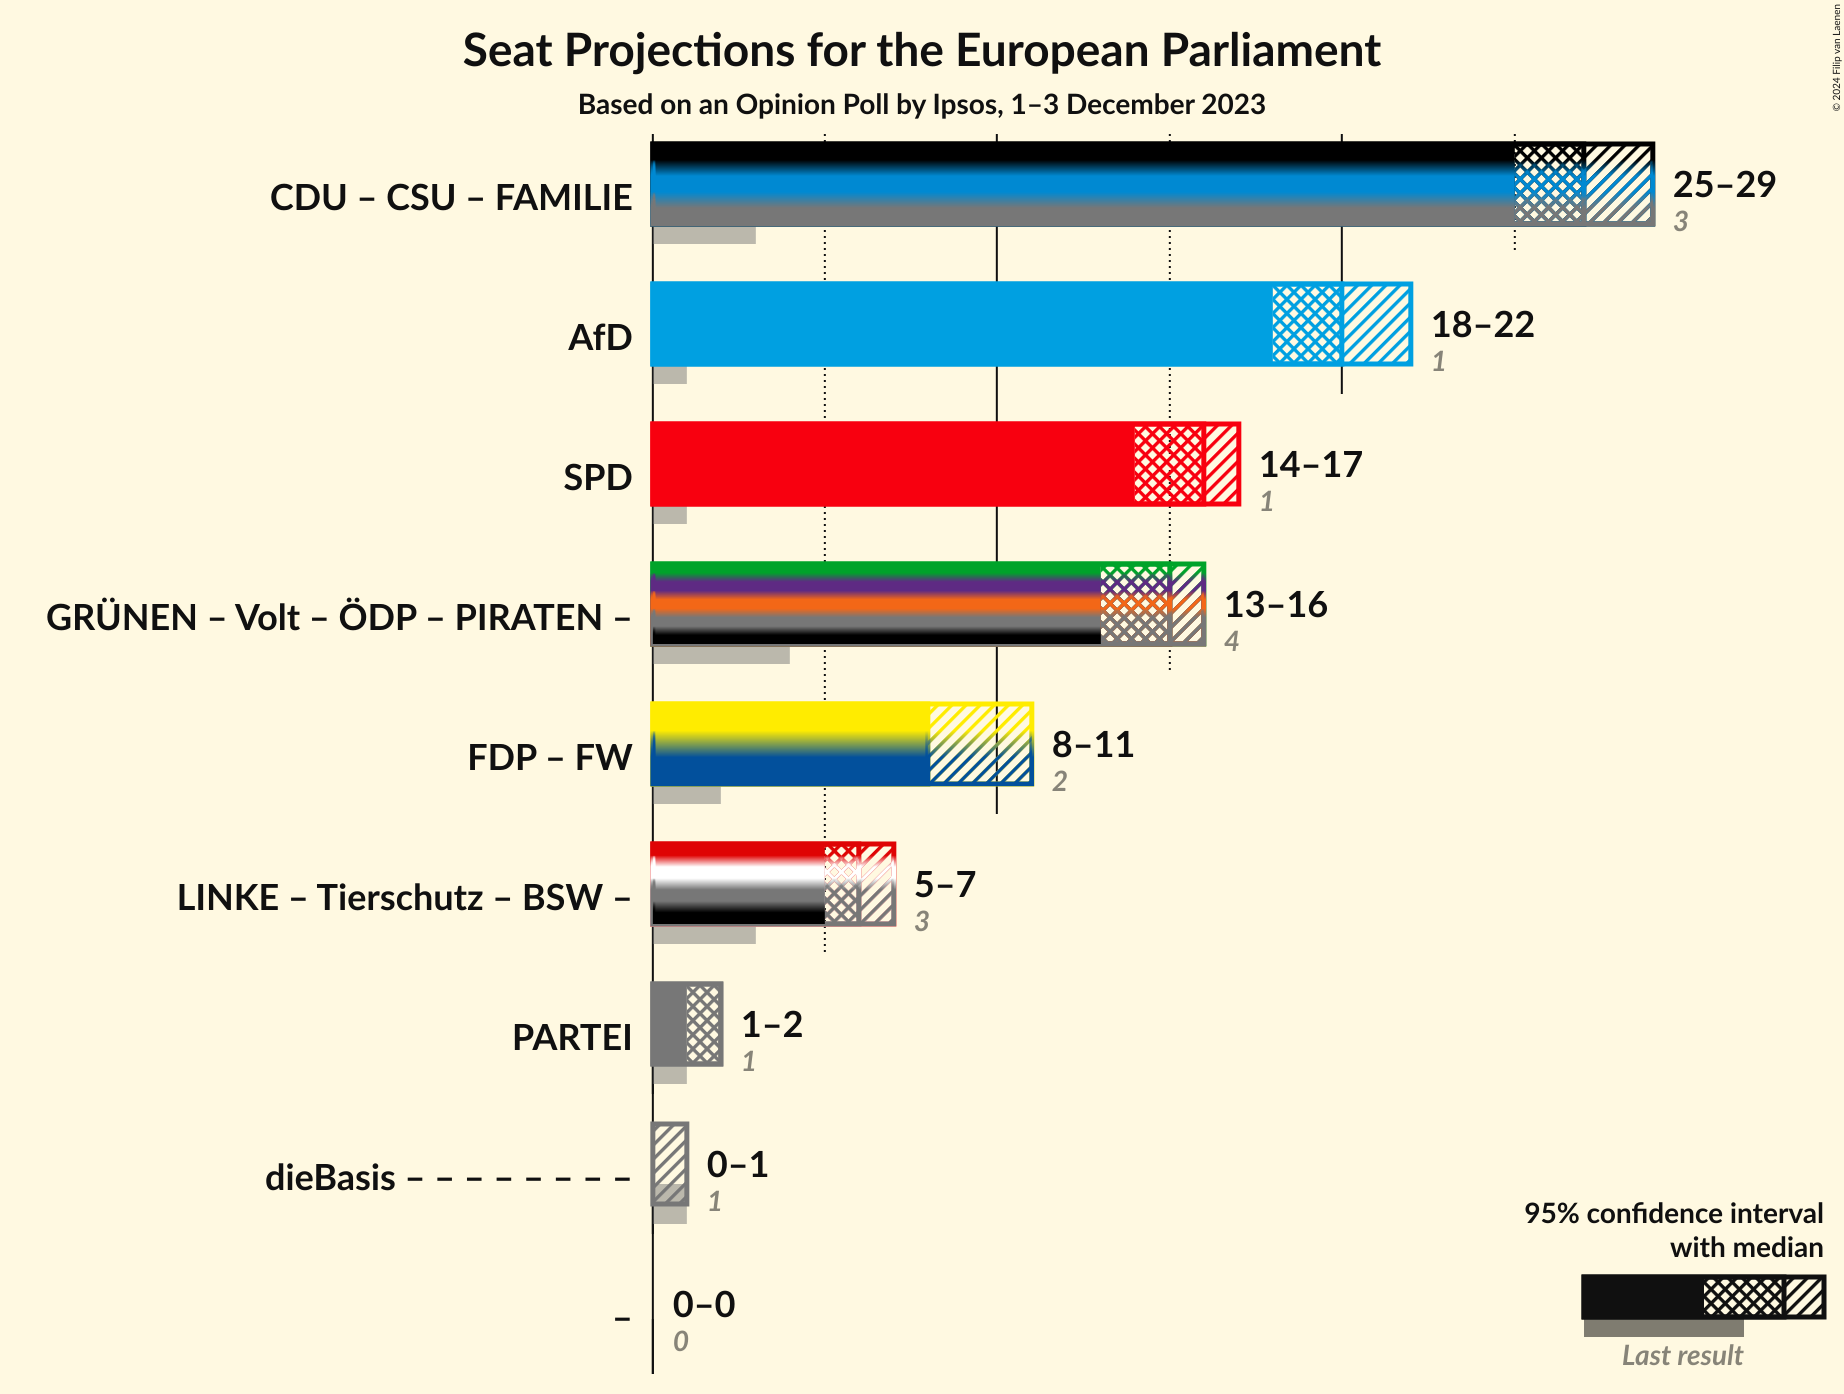 Seat Projections for the European Parliament
Based on an Opinion Poll by Ipsos, 1–3 December 2023
© 2024 Filip van Laenen
CDU – CSU – FAMILIE
25–29
3
AfD
18–22
1
SPD
14–17
1
GRÜNEN – Volt – ÖDP – PIRATEN –
13–16
4
FDP – FW
8–11
2
LINKE – Tierschutz – BSW –
5–7
3
PARTEI
1–2
1
dieBasis – – – – – – – –
0–1
1
–
0–0
0
95% confidence interval
with median
Last result